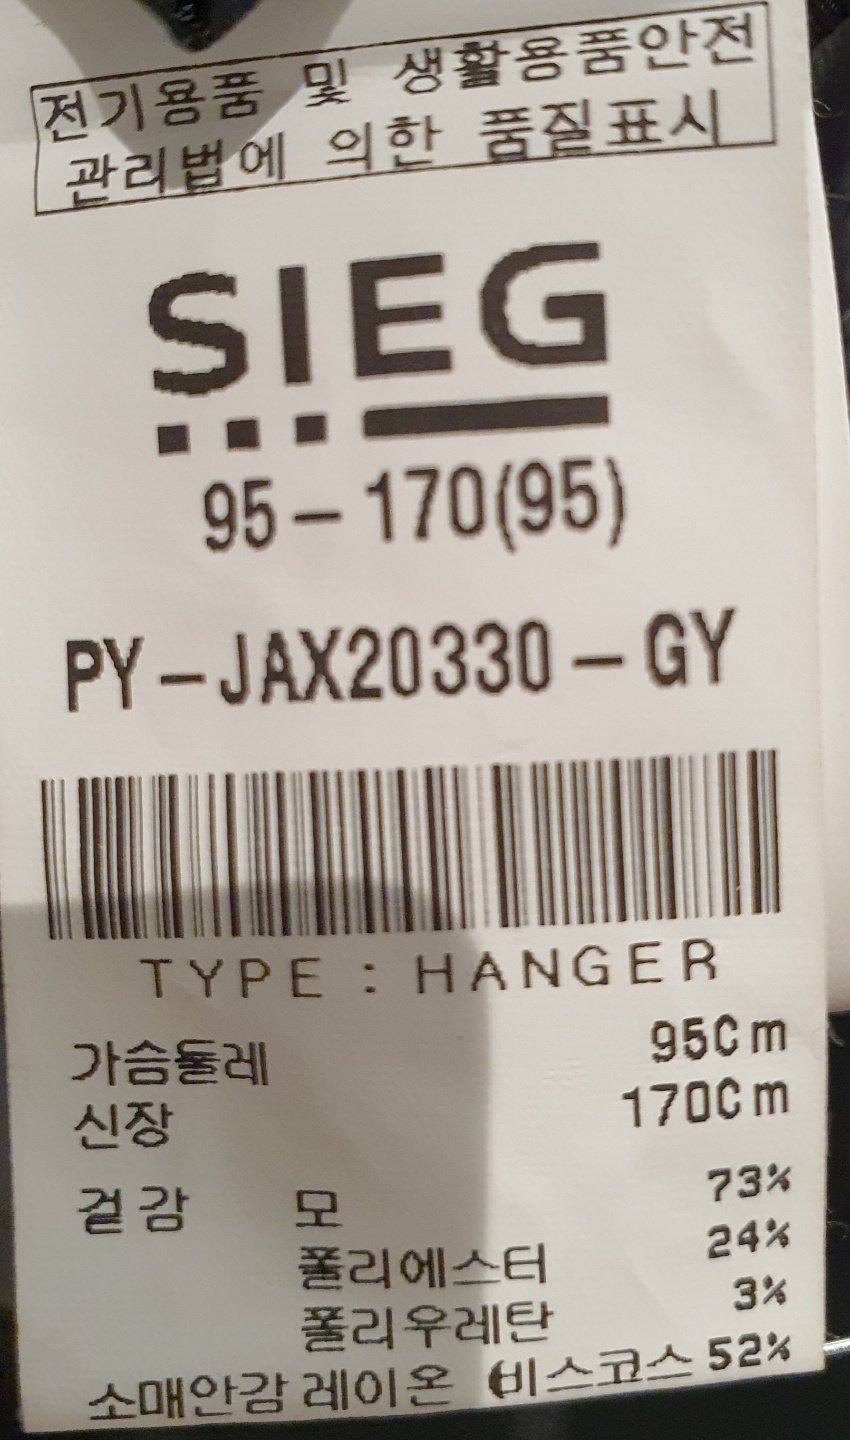 전기용품 및 생활용품안전
관리법에 의한 품질표시
SIEG
95-170(95)
PY-JAX20330-GY
TYPE : HANGER
가슴둘레 95Cm
신장 170Cm
겉감 모 73%
폴리에스터 24%
폴리우레탄 3%
소매안감 레이온 (비스코스 52%